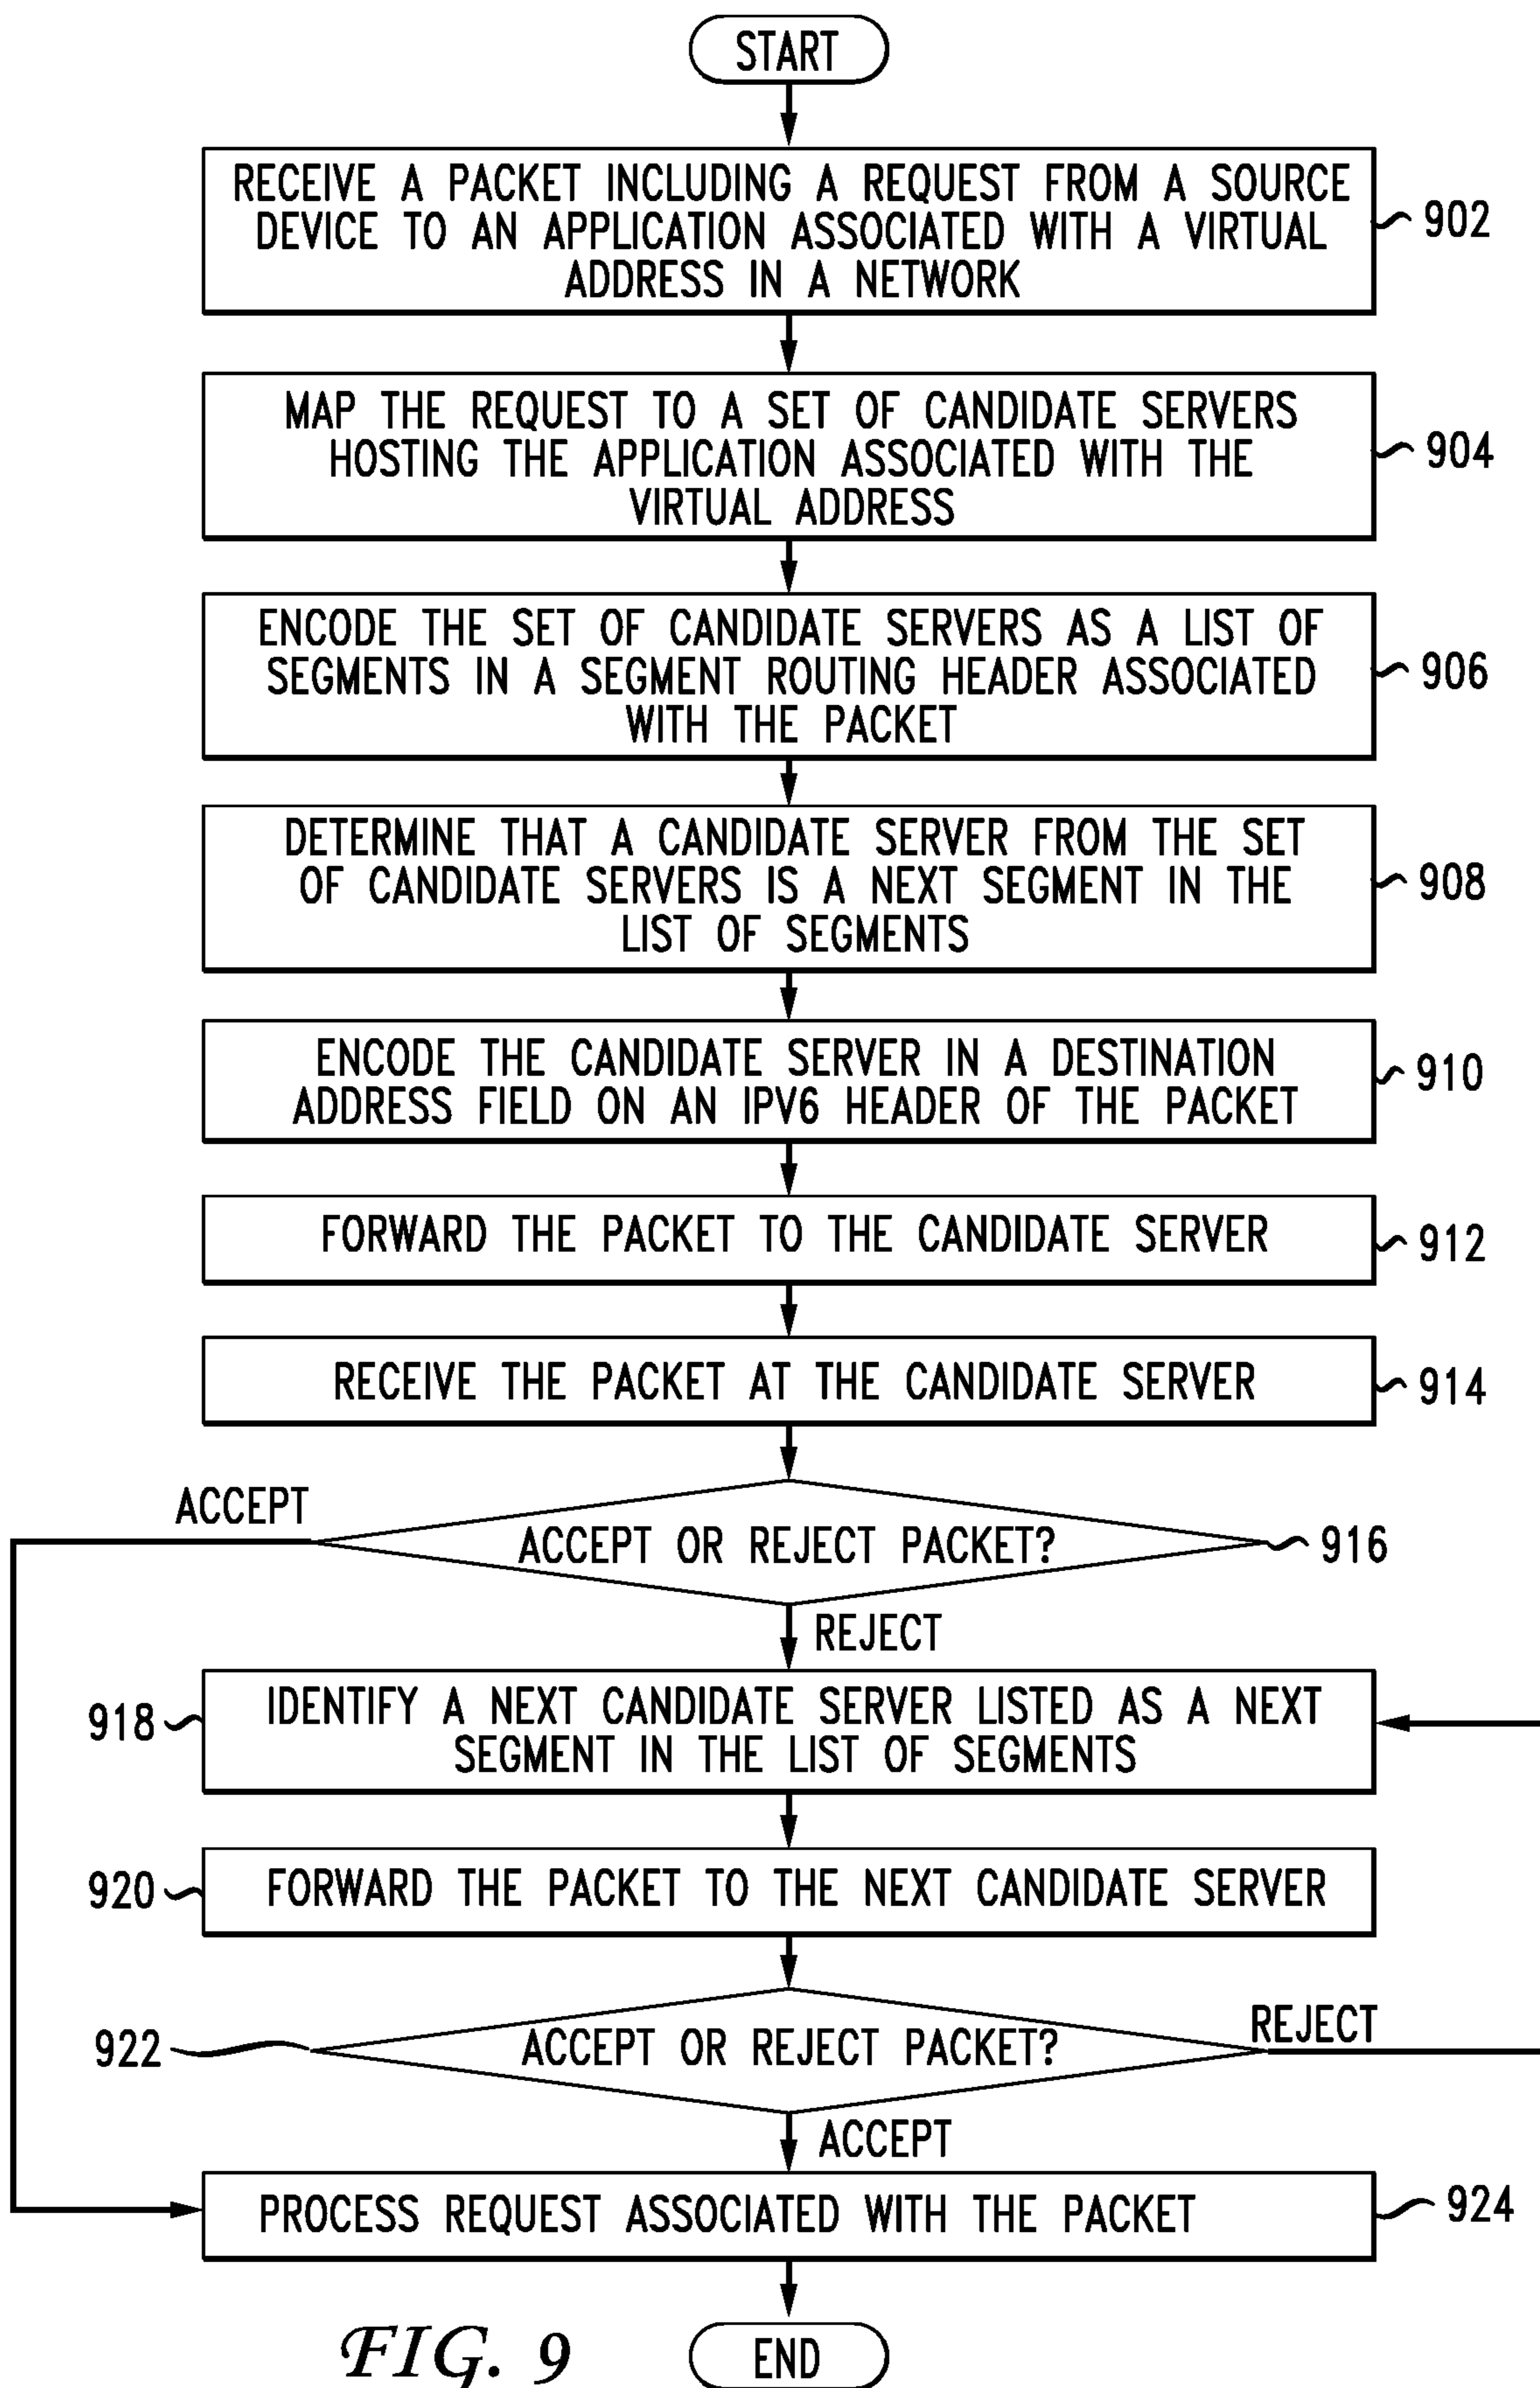 START
RECEIVE A PACKET INCLUDING A REQUEST FROM A SOURCE
DEVICE TO AN APPLICATION ASSOCIATED WITH A VIRTUAL
ADDRESS IN A NETWORK
902
MAP THE REQUEST TO A SET OF CANDIDATE SERVERS
HOSTING THE APPLICATION ASSOCIATED WITH THE
VIRTUAL ADDRESS
904
ENCODE THE SET OF CANDIDATE SERVERS AS A LIST OF
SEGMENTS IN A SEGMENT ROUTING HEADER ASSOCIATED
WITH THE PACKET
906
DETERMINE THAT A CANDIDATE SERVER FROM THE SET
OF CANDIDATE SERVERS IS A NEXT SEGMENT IN THE
LIST OF SEGMENTS
908
ENCODE THE CANDIDATE SERVER IN A DESTINATION
ADDRESS FIELD ON AN IPV6 HEADER OF THE PACKET
910
FORWARD THE PACKET TO THE CANDIDATE SERVER
912
RECEIVE THE PACKET AT THE CANDIDATE SERVER
914
ACCEPT
ACCEPT OR REJECT PACKET?
916
REJECT
918
IDENTIFY A NEXT CANDIDATE SERVER LISTED AS A NEXT
SEGMENT IN THE LIST OF SEGMENTS
920
FORWARD THE PACKET TO THE NEXT CANDIDATE SERVER
922
ACCEPT OR REJECT PACKET?
REJECT
ACCEPT
PROCESS REQUEST ASSOCIATED WITH THE PACKET
924
FIG. 9
END